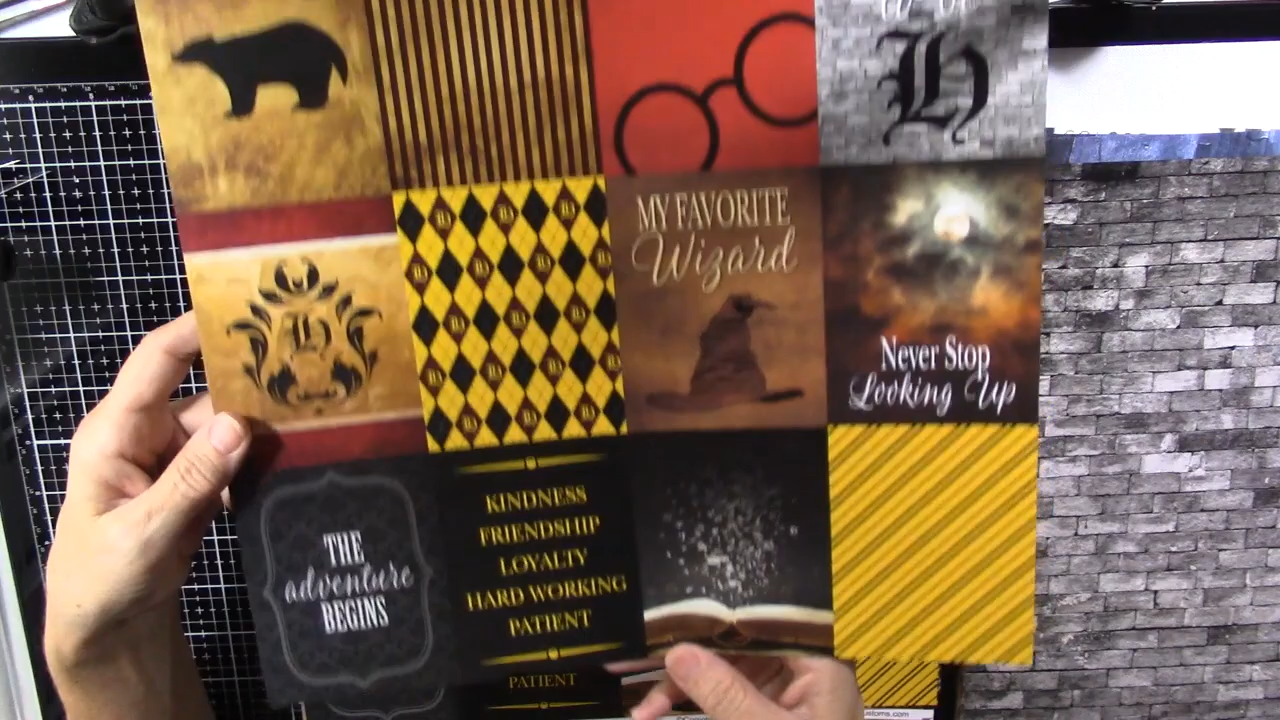 H
MY FAVORITE
Wizard
H
Never Stop
Looking Up
THE
adventure
BEGINS
KINDNESS
FRIENDSHIP
LOYALTY
HARD WORKING
PATIENT
PATIENT